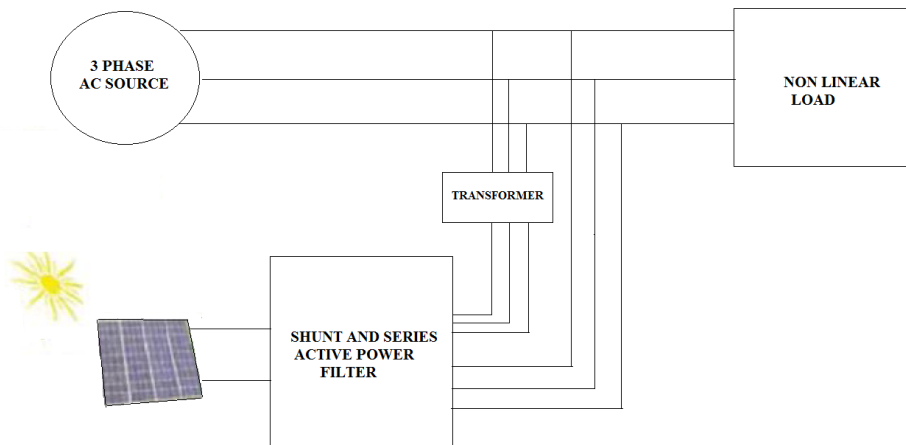 3 PHASE
AC SOURCE
NON LINEAR
LOAD
TRANSFORMER
SHUNT AND SERIES
ACTIVE POWER
FILTER